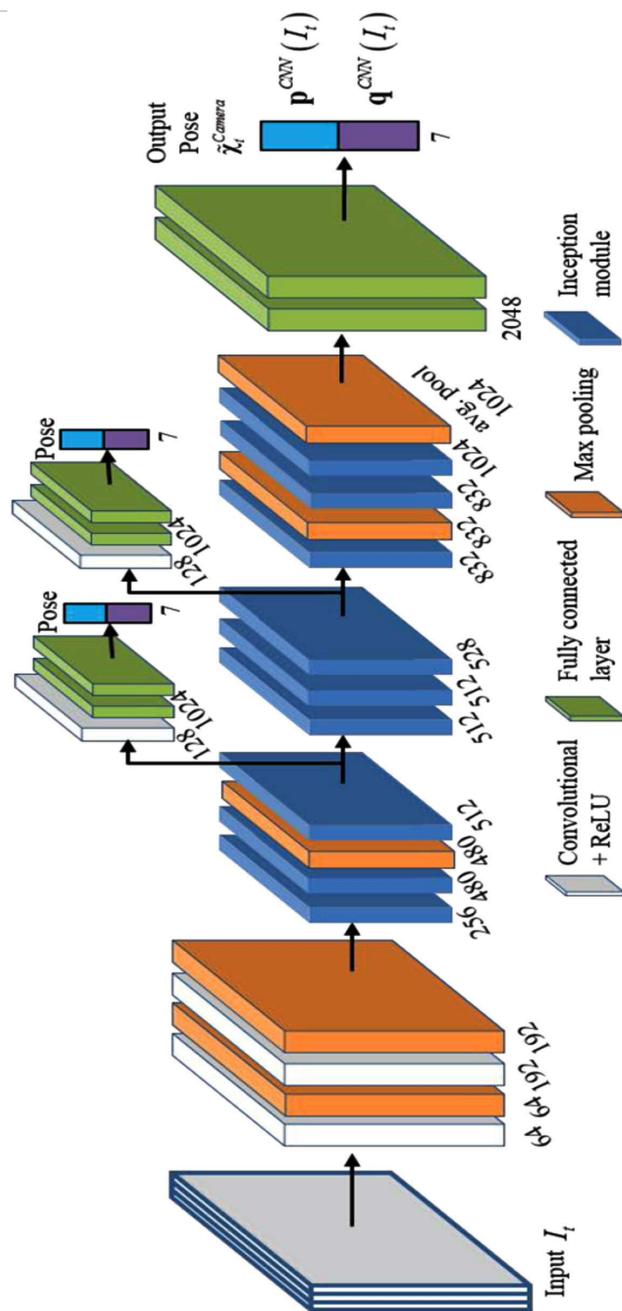 Input I_t
64
64
192
192
256
480
480
512
128
1024
Pose
7
512
512
528
128
1024
Pose
7
832
832
832
1024
1024
avg. pool
2048
Output
Pose
x̃_t^{Camera}
p^{CNN}(I_t)
q^{CNN}(I_t)
7
Convolutional
+ ReLU
Fully connected
layer
Max pooling
Inception
module